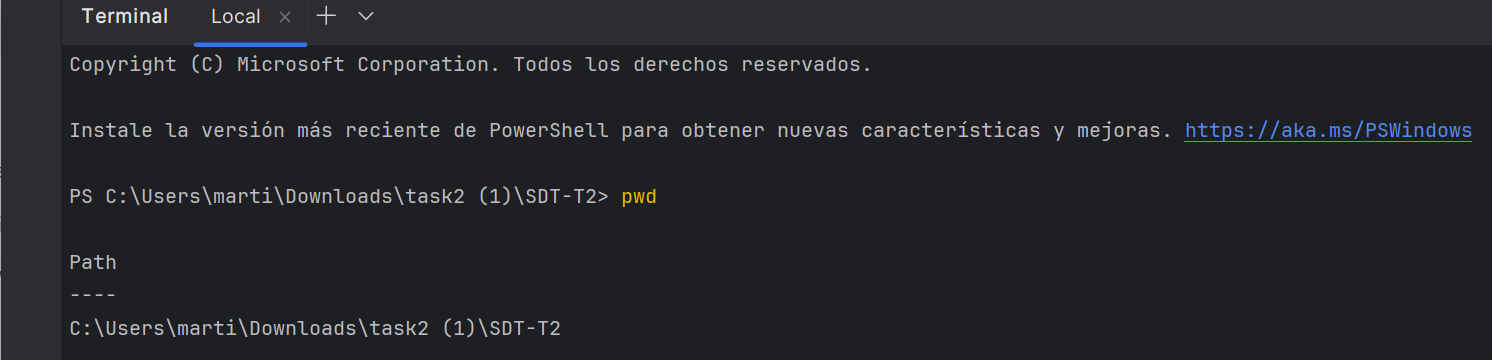 Terminal Local
Copyright (C) Microsoft Corporation. Todos los derechos reservados.
Instale la versión más reciente de PowerShell para obtener nuevas características y mejoras. https://aka.ms/PSWindows
PS C:\Users\marti\Downloads\task2 (1)\SDT-T2> pwd
Path
----
C:\Users\marti\Downloads\task2 (1)\SDT-T2